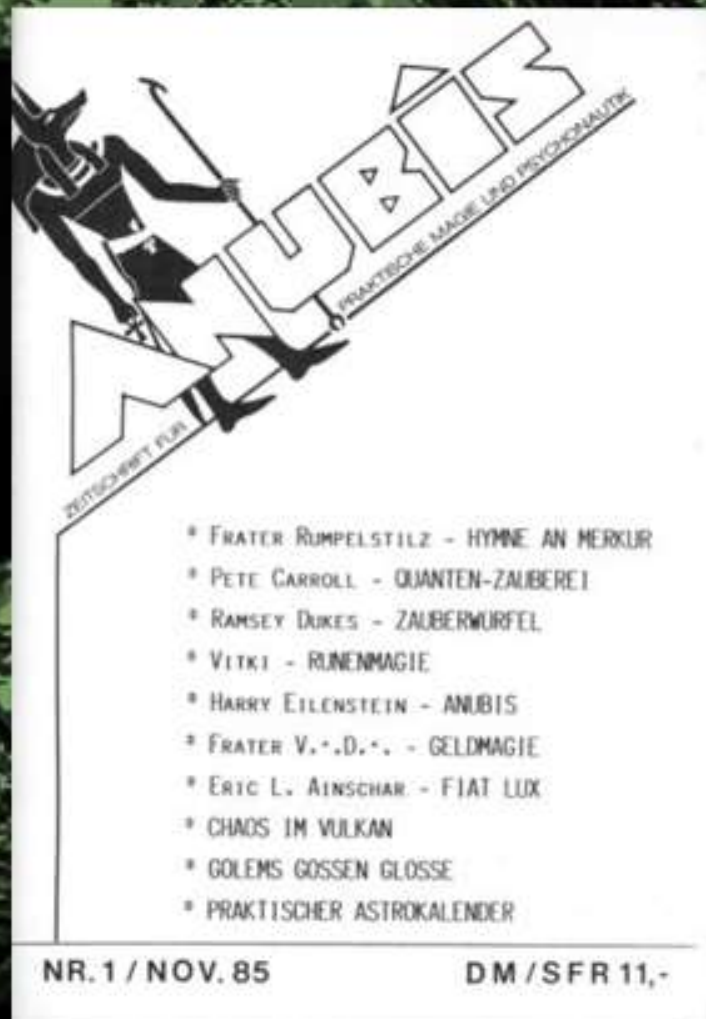 ANUBIS
ZEITSCHRIFT FÜR PRAKTISCHE MAGIE UND PSYCHONAUTIK
* FRATER RUMPELSTILZ - HYMNE AN MERKUR
* PETE CARROLL - QUANTEN-ZAUBEREI
* RAMSEY DUKES - ZAUBERWÜRFEL
* VITKI - RUNENMAGIE
* HARRY EILENSTEIN - ANUBIS
* FRATER V.·.D.·. - GELDMAGIE
* ERIC L. AINSCHAR - FIAT LUX
* CHAOS IM VULKAN
* GOLEMS GOSSEN GLOSSE
* PRAKTISCHER ASTROKALENDER
NR. 1 / NOV. 85 DM / SFR 11,-